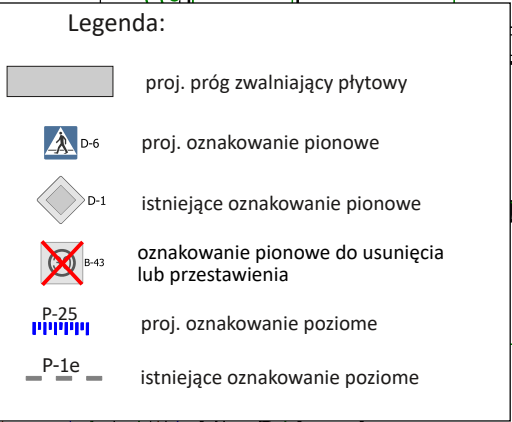 Legenda:
proj. próg zwalniający płytowy
D-6
proj. oznakowanie pionowe
D-1
istniejące oznakowanie pionowe
B-43
oznakowanie pionowe do usunięcia
lub przestawienia
P-25
proj. oznakowanie poziome
P-1e
istniejące oznakowanie poziome